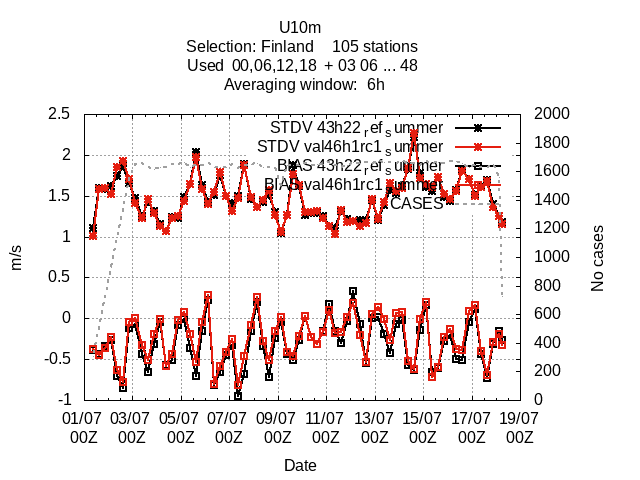 U10m
Selection: Finland    105 stations
Used  00,06,12,18  + 03 06 ... 48
Averaging window:  6h
2.5
2
1.5
1
0.5
0
-0.5
-1
m/s
STDV 43h22_ref_summer
STDV val46h1rc1_summer
BIAS 43h22_ref_summer
BIAS val46h1rc1_summer
CASES
2000
1800
1600
1400
1200
1000
800
600
400
200
0
No cases
01/07 03/07 05/07 07/07 09/07 11/07 13/07 15/07 17/07 19/07
00Z 00Z 00Z 00Z 00Z 00Z 00Z 00Z 00Z 00Z
Date